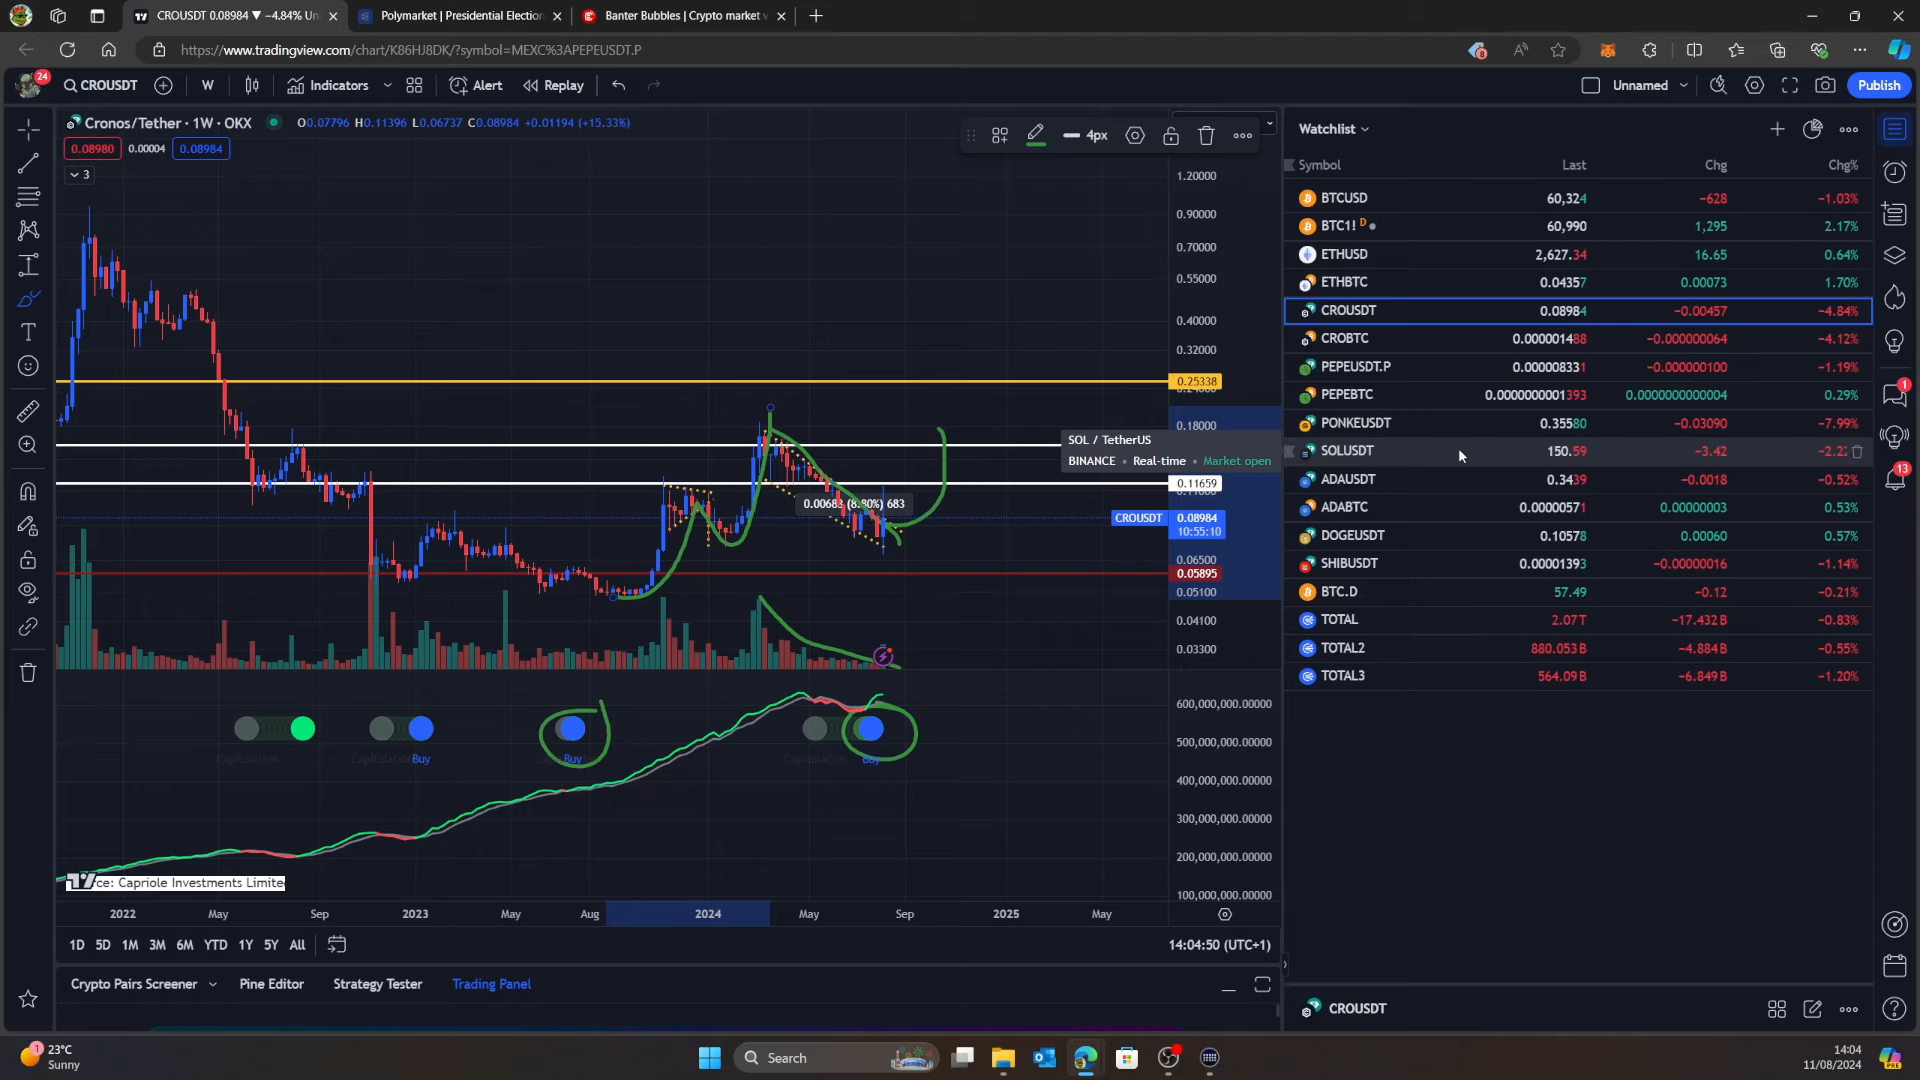 CROUSDT 0.08984 ▼ −4.84% Un
Polymarket | Presidential Election
Banter Bubbles | Crypto market v
https://www.tradingview.com/chart/K86HJ8DK/?symbol=MEXC%3APEPEUSDT.P
24
CROUSDT
W
Indicators
Alert
Replay
Unnamed
Publish
Cronos/Tether · 1W · OKX
O0.07796 H0.11396 L0.06737 C0.08984 +0.01194 (+15.33%)
0.08980
0.00004
0.08984
3
4px
1.20000
0.90000
0.70000
0.55000
0.40000
0.32000
0.25338
0.18000
SOL / TetherUS
BINANCE • Real-time • Market open
0.11659
0.00683 (8.80%) 683
CROUSDT
0.08984
10:55:10
0.06500
0.05895
0.05100
0.04100
0.03300
600,000,000.00000
500,000,000.00000
400,000,000.00000
300,000,000.00000
200,000,000.00000
100,000,000.00000
Capitulation
Capitulation
Buy
Buy
Capitulation
Buy
ce: Capriole Investments Limite
2022
May
Sep
2023
May
Aug
2024
May
Sep
2025
May
1D 5D 1M 3M 6M YTD 1Y 5Y All
14:04:50 (UTC+1)
Crypto Pairs Screener
Pine Editor
Strategy Tester
Trading Panel
Watchlist
Symbol Last Chg Chg%
BTCUSD 60,324 −628 −1.03%
BTC1! D 60,990 1,295 2.17%
ETHUSD 2,627.34 16.65 0.64%
ETHBTC 0.04357 0.00073 1.70%
CROUSDT 0.08984 −0.00457 −4.84%
CROBTC 0.000001488 −0.000000064 −4.12%
PEPEUSDT.P 0.000008331 −0.000000100 −1.19%
PEPEBTC 0.0000000001393 0.0000000000004 0.29%
PONKEUSDT 0.35580 −0.03090 −7.99%
SOLUSDT 150.59 −3.42 −2.22
ADAUSDT 0.3439 −0.0018 −0.52%
ADABTC 0.00000571 0.00000003 0.53%
DOGEUSDT 0.10578 0.00060 0.57%
SHIBUSDT 0.00001393 −0.00000016 −1.14%
BTC.D 57.49 −0.12 −0.21%
TOTAL 2.07T −17.432B −0.83%
TOTAL2 880.053B −4.884B −0.55%
TOTAL3 564.09B −6.849B −1.20%
1
13
CROUSDT
1
23°C
Sunny
Search
14:04
11/08/2024